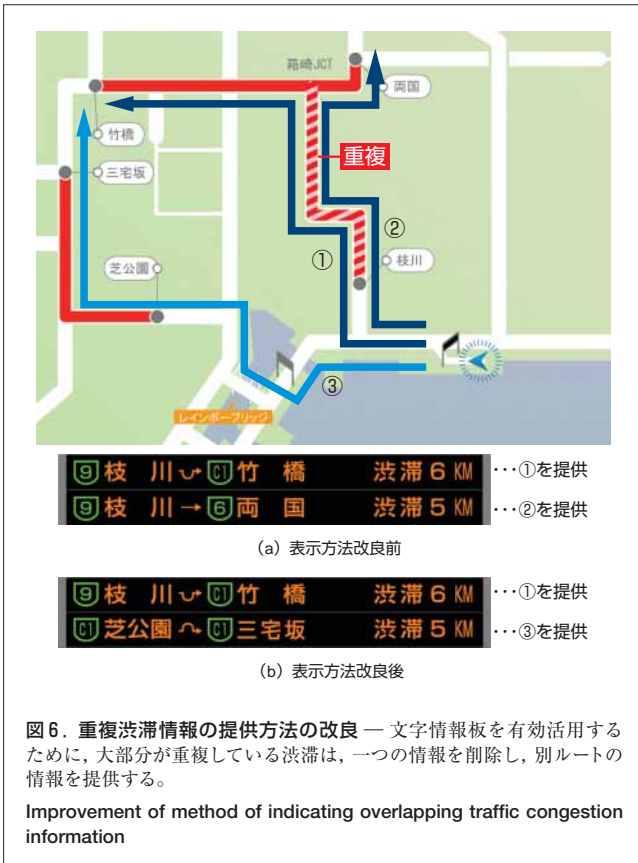 箱崎JCT
両国
竹橋
重複
三宅坂
②
①
枝川
芝公園
③
レインボーブリッジ
9 枝 川 C1 竹 橋 渋滞 6 KM ・・・①を提供
9 枝 川 → 6 両 国 渋滞 5 KM ・・・②を提供
(a) 表示方法改良前
9 枝 川 C1 竹 橋 渋滞 6 KM ・・・①を提供
C1 芝公園 C1 三宅坂 渋滞 5 KM ・・・③を提供
(b) 表示方法改良後
図6. 重複渋滞情報の提供方法の改良 — 文字情報板を有効活用する
ために, 大部分が重複している渋滞は, 一つの情報を削除し, 別ルートの
情報を提供する。
Improvement of method of indicating overlapping traffic congestion
information